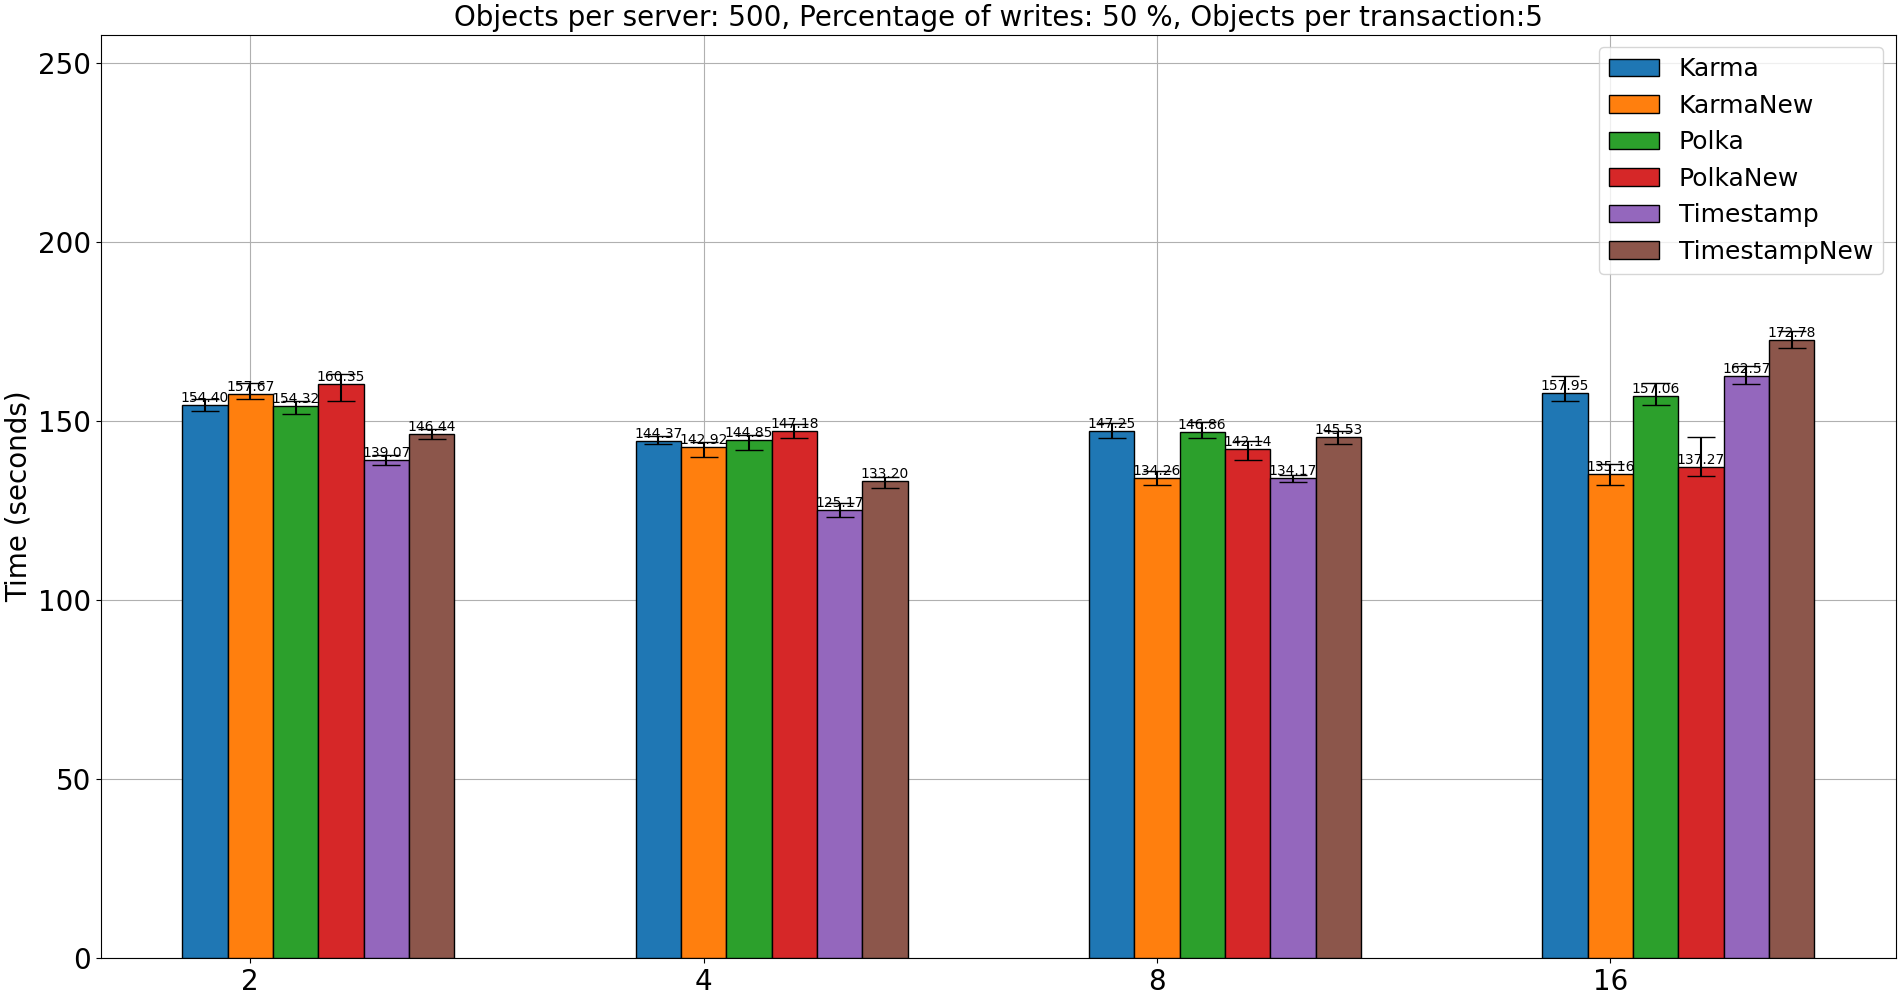 Objects per server: 500, Percentage of writes: 50 %, Objects per transaction:5
Time (seconds)
250
200
150
100
50
0
Karma
KarmaNew
Polka
PolkaNew
Timestamp
TimestampNew
154.40 157.67 154.32 160.35 139.07 146.44
144.37 142.92 144.85 147.18 125.17 133.20
147.25 134.26 146.86 142.14 134.17 145.53
157.95 135.16 157.06 137.27 162.57 172.78
2 4 8 16